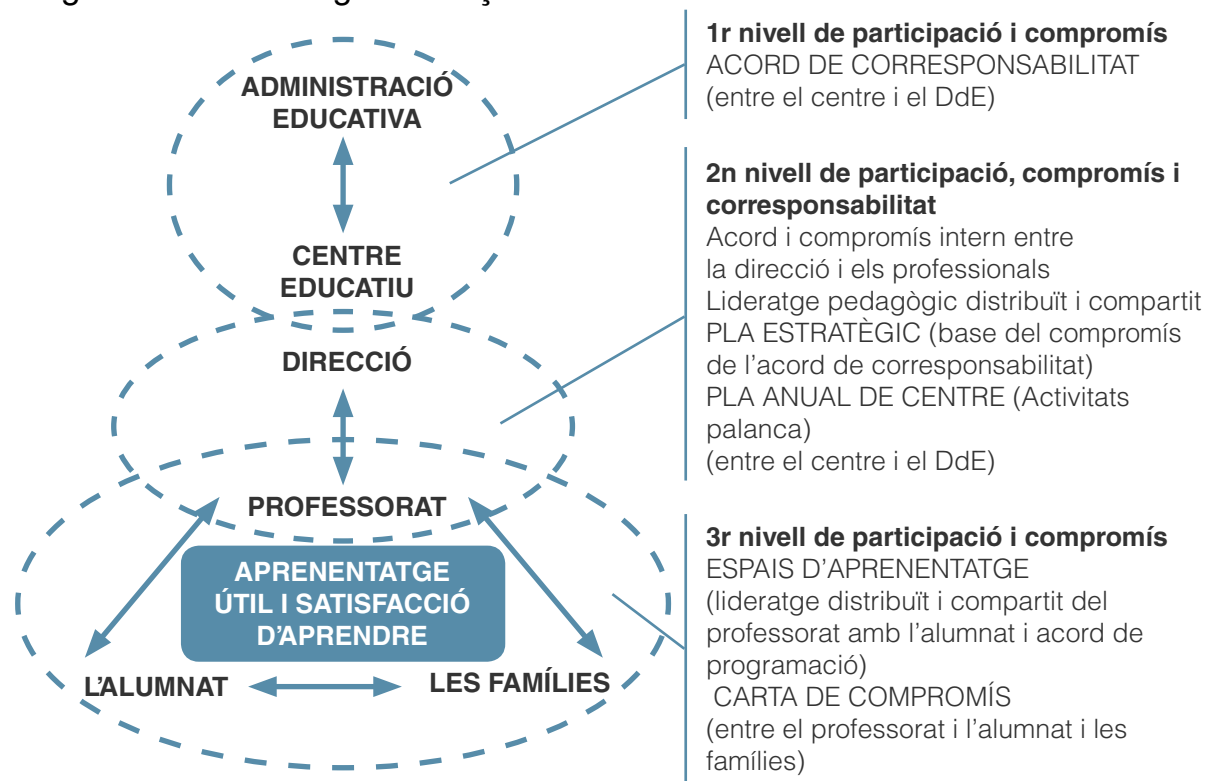 ADMINISTRACIÓ
EDUCATIVA
CENTRE
EDUCATIU
DIRECCIÓ
PROFESSORAT
APRENENTATGE
ÚTIL I SATISFACCIÓ
D'APRENDRE
L'ALUMNAT
LES FAMÍLIES
1r nivell de participació i compromís
ACORD DE CORRESPONSABILITAT
(entre el centre i el DdE)
2n nivell de participació, compromís i
corresponsabilitat
Acord i compromís intern entre
la direcció i els professionals
Lideratge pedagògic distribuït i compartit
PLA ESTRATÈGIC (base del compromís
de l'acord de corresponsabilitat)
PLA ANUAL DE CENTRE (Activitats
palanca)
(entre el centre i el DdE)
3r nivell de participació i compromís
ESPAIS D'APRENENTATGE
(lideratge distribuït i compartit del
professorat amb l'alumnat i acord de
programació)
CARTA DE COMPROMÍS
(entre el professorat i l'alumnat i les
famílies)